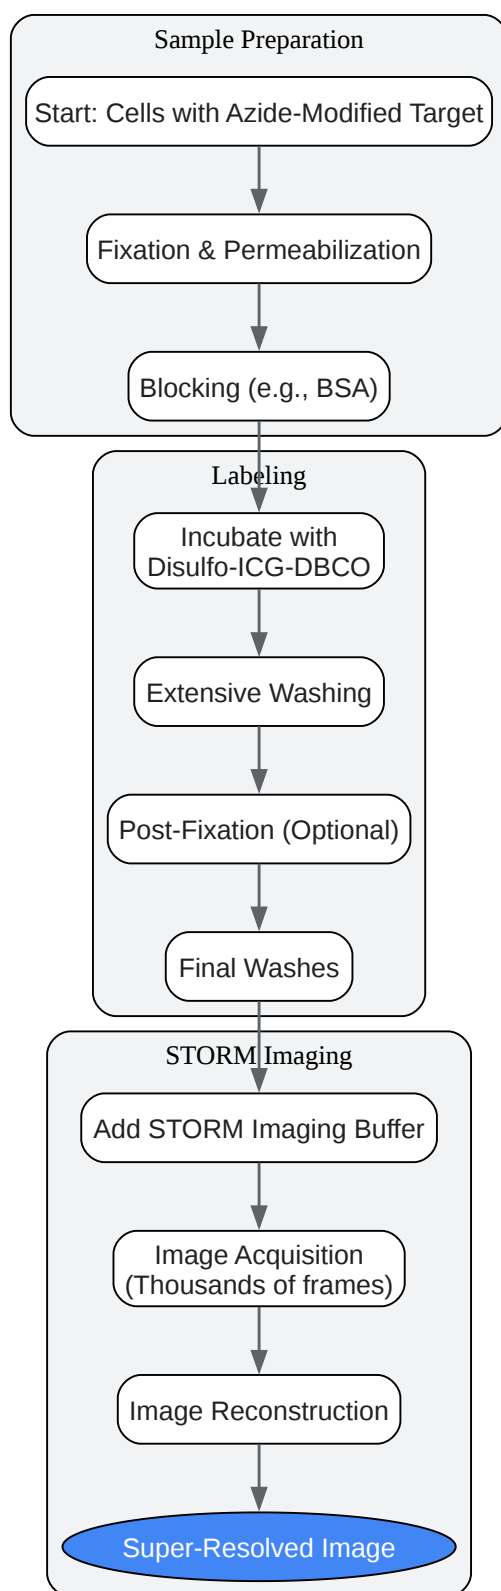 Sample Preparation
Start: Cells with Azide-Modified Target
Fixation & Permeabilization
Blocking (e.g., BSA)
Labeling
Incubate with
Disulfo-ICG-DBCO
Extensive Washing
Post-Fixation (Optional)
Final Washes
STORM Imaging
Add STORM Imaging Buffer
Image Acquisition
(Thousands of frames)
Image Reconstruction
Super-Resolved Image